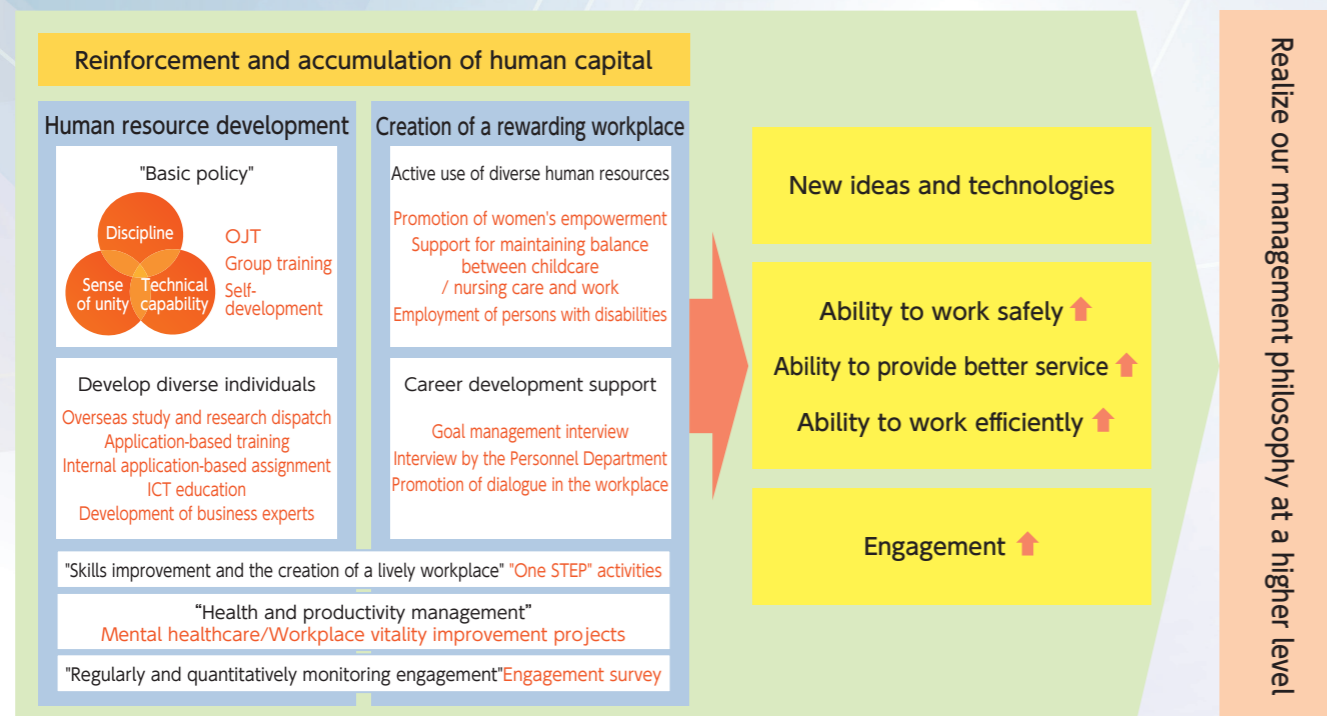 Reinforcement and accumulation of human capital
Human resource development
"Basic policy"
Discipline
Sense
of unity
Technical
capability
OJT
Group training
Self-
development
Develop diverse individuals
Overseas study and research dispatch
Application-based training
Internal application-based assignment
ICT education
Development of business experts
Creation of a rewarding workplace
Active use of diverse human resources
Promotion of women's empowerment
Support for maintaining balance
between childcare
/ nursing care and work
Employment of persons with disabilities
Career development support
Goal management interview
Interview by the Personnel Department
Promotion of dialogue in the workplace
"Skills improvement and the creation of a lively workplace" "One STEP" activities
“Health and productivity management”
Mental healthcare/Workplace vitality improvement projects
"Regularly and quantitatively monitoring engagement"Engagement survey
New ideas and technologies
Ability to work safely
Ability to provide better service
Ability to work efficiently
Engagement
Realize our management philosophy at a higher level